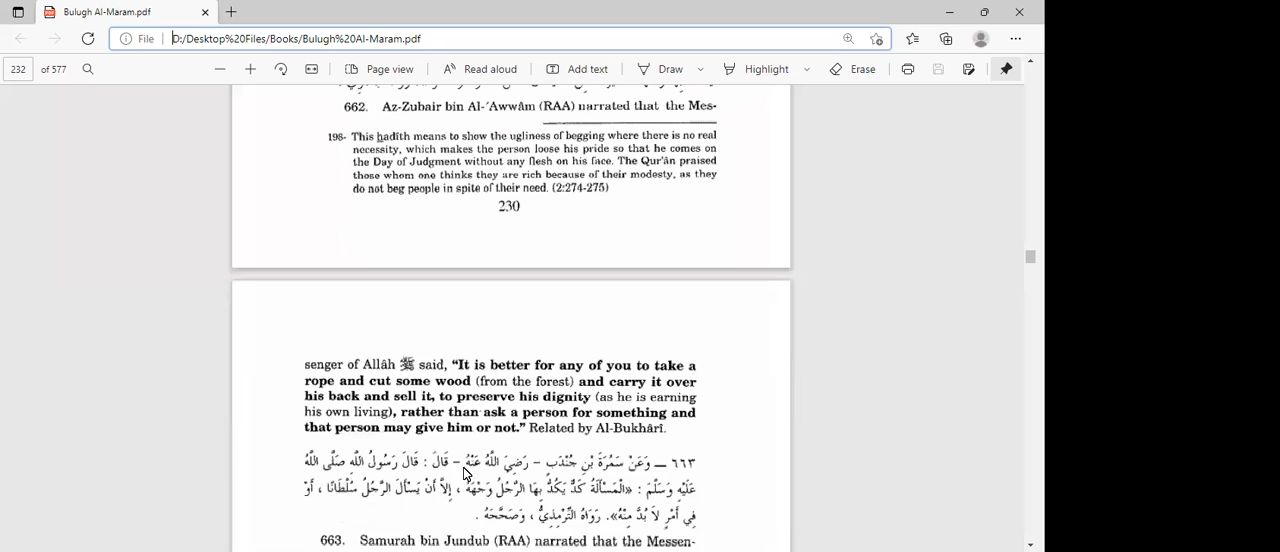 Bulugh Al-Maram.pdf
File D:/Desktop%20Files/Books/Bulugh%20Al-Maram.pdf
232 of 577 Page view Read aloud Add text Draw Highlight Erase
662. Az-Zubair bin Al-'Awwâm (RAA) narrated that the Mes-
198- This hadîth means to show the ugliness of begging where there is no real
necessity, which makes the person loose his pride so that he comes on
the Day of Judgment without any flesh on his face. The Qur'ân praised
those whom one thinks they are rich because of their modesty, as they
do not beg people in spite of their need. (2:274-275)
230
senger of Allâh ﷺ said, “It is better for any of you to take a
rope and cut some wood (from the forest) and carry it over
his back and sell it, to preserve his dignity (as he is earning
his own living), rather than ask a person for something and
that person may give him or not.” Related by Al-Bukhârî.
٦٦٣ – وَعَنْ سَمُرَةَ بْنِ جُنْدَبٍ – رَضِيَ اللَّهُ عَنْهُ – قَالَ : قَالَ رَسُولُ اللَّهِ صَلَّى اللَّهُ
عَلَيْهِ وَسَلَّمَ : «الْمَسْأَلَةُ كَدٌّ يَكُدُّ بِهَا الرَّجُلُ وَجْهَهُ ، إِلاَّ أَنْ يَسْأَلَ الرَّجُلُ سُلْطَانًا ، أَوْ
فِي أَمْرٍ لاَ بُدَّ مِنْهُ». رَوَاهُ التِّرْمِذِيُّ ، وَصَحَّحَهُ .
663. Samurah bin Jundub (RAA) narrated that the Messen-